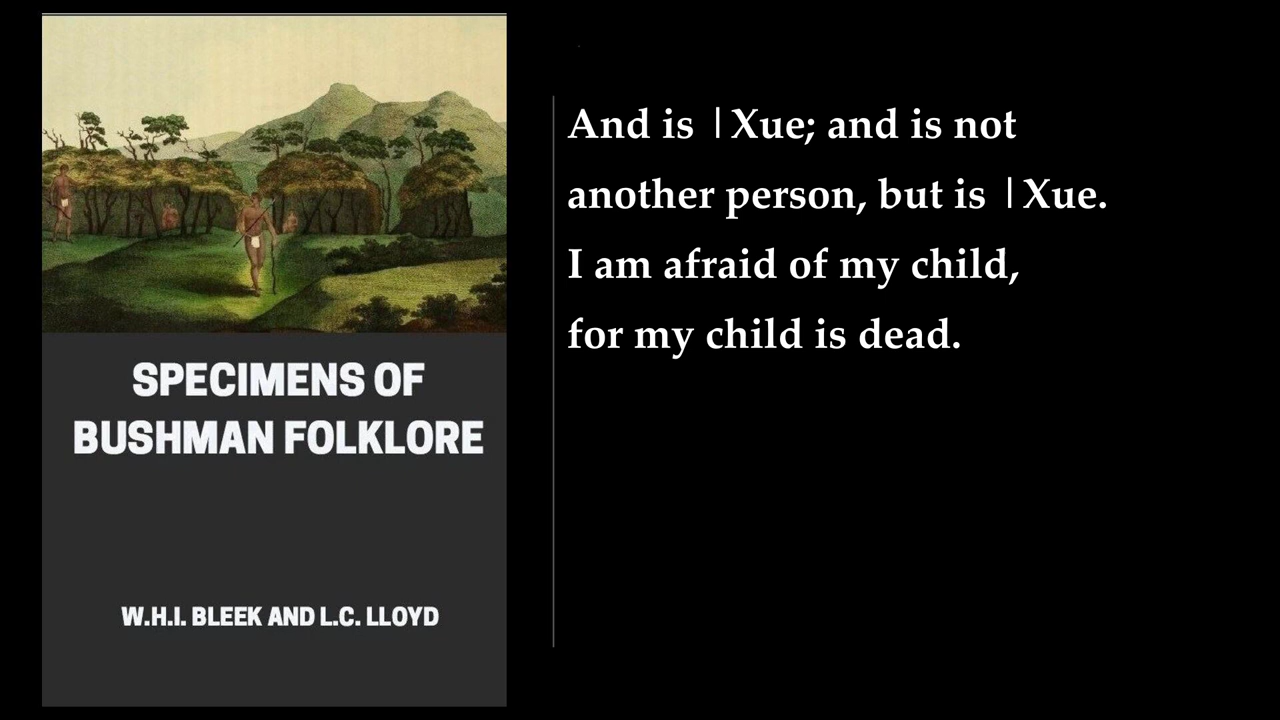 SPECIMENS OF
BUSHMAN FOLKLORE
W.H.I. BLEEK AND L.C. LLOYD
And is |Xue; and is not
another person, but is |Xue.
I am afraid of my child,
for my child is dead.